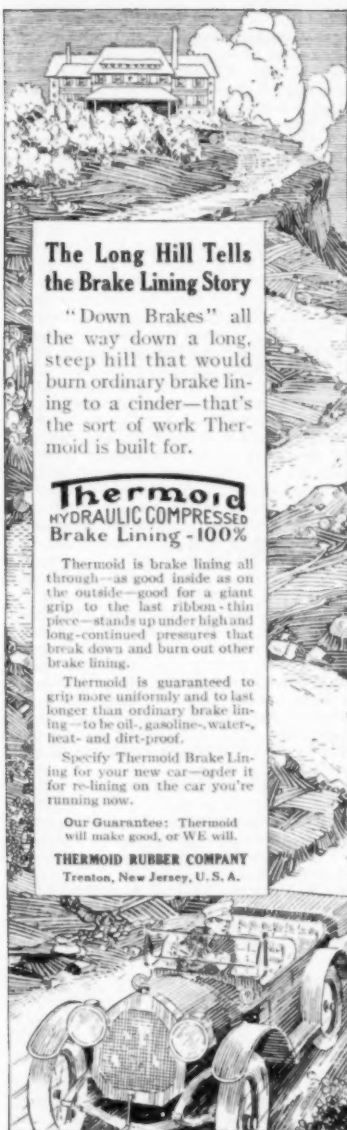 The Long Hill Tells
the Brake Lining Story
"Down Brakes" all
the way down a long,
steep hill that would
burn ordinary brake lin-
ing to a cinder—that's
the sort of work Ther-
moid is built for.
Thermoid
HYDRAULIC COMPRESSED
Brake Lining - 100%
Thermoid is brake lining all
through—as good inside as on
the outside—good for a giant
grip to the last ribbon-thin
piece—stands up under high and
long-continued pressures that
break down and burn out other
brake lining.
Thermoid is guaranteed to
grip more uniformly and to last
longer than ordinary brake lin-
ing—to be oil-, gasoline-, water-,
heat- and dirt-proof.
Specify Thermoid Brake Lin-
ing for your new car—order it
for re-lining on the car you're
running now.
Our Guarantee: Thermoid
will make good, or WE will.
THERMOID RUBBER COMPANY
Trenton, New Jersey, U. S. A.